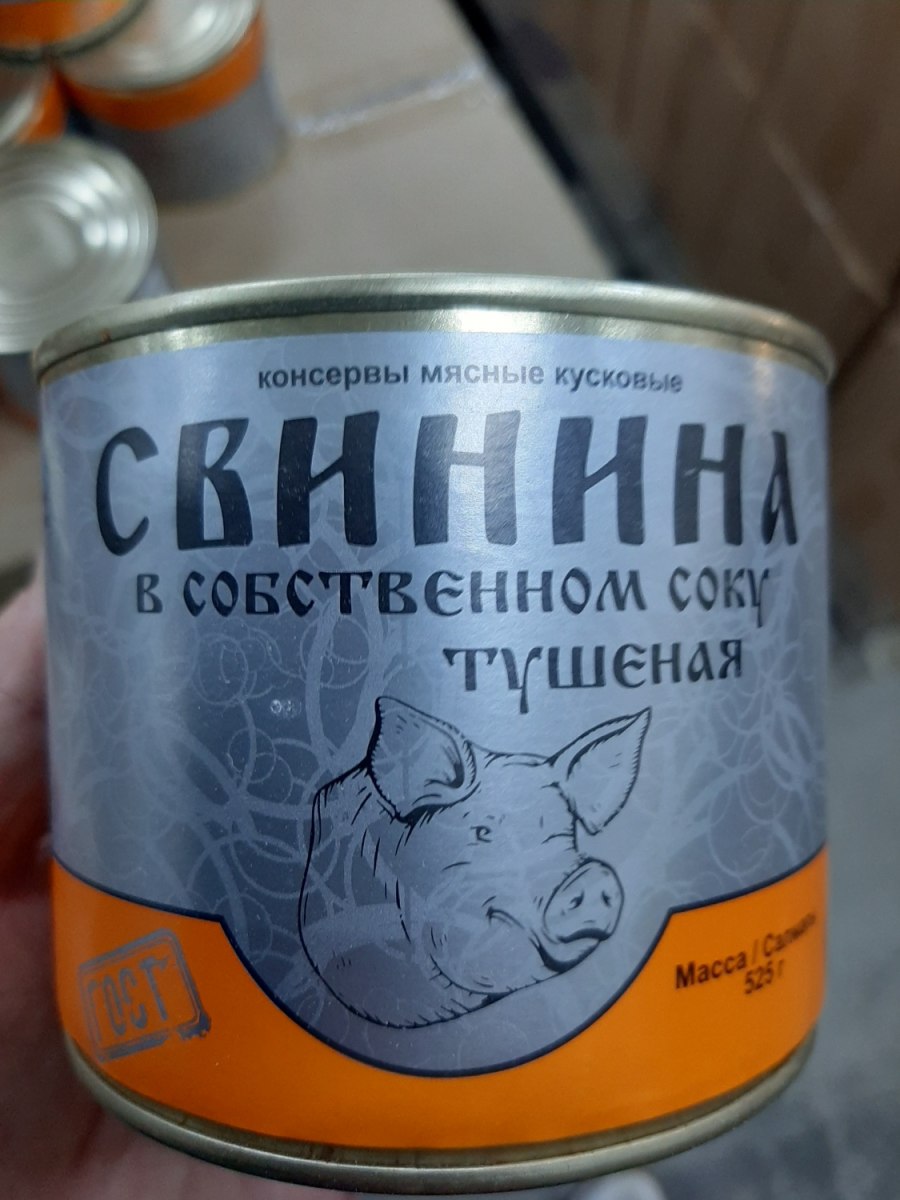 консервы мясные кусковые
СВИНИНА
В СОБСТВЕННОМ СОКУ
ТУШЕНАЯ
ГОСТ
Масса / Салмағы
525 г